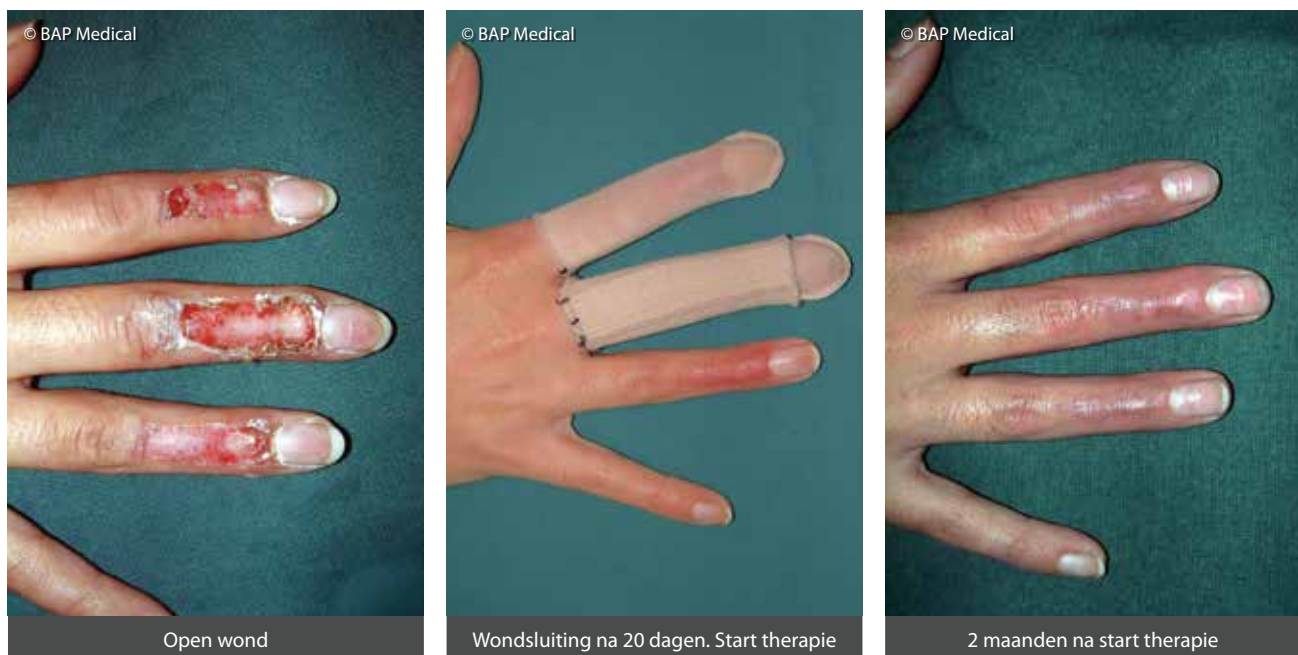 © BAP Medical
Open wond
© BAP Medical
Wondsluiting na 20 dagen. Start therapie
© BAP Medical
2 maanden na start therapie